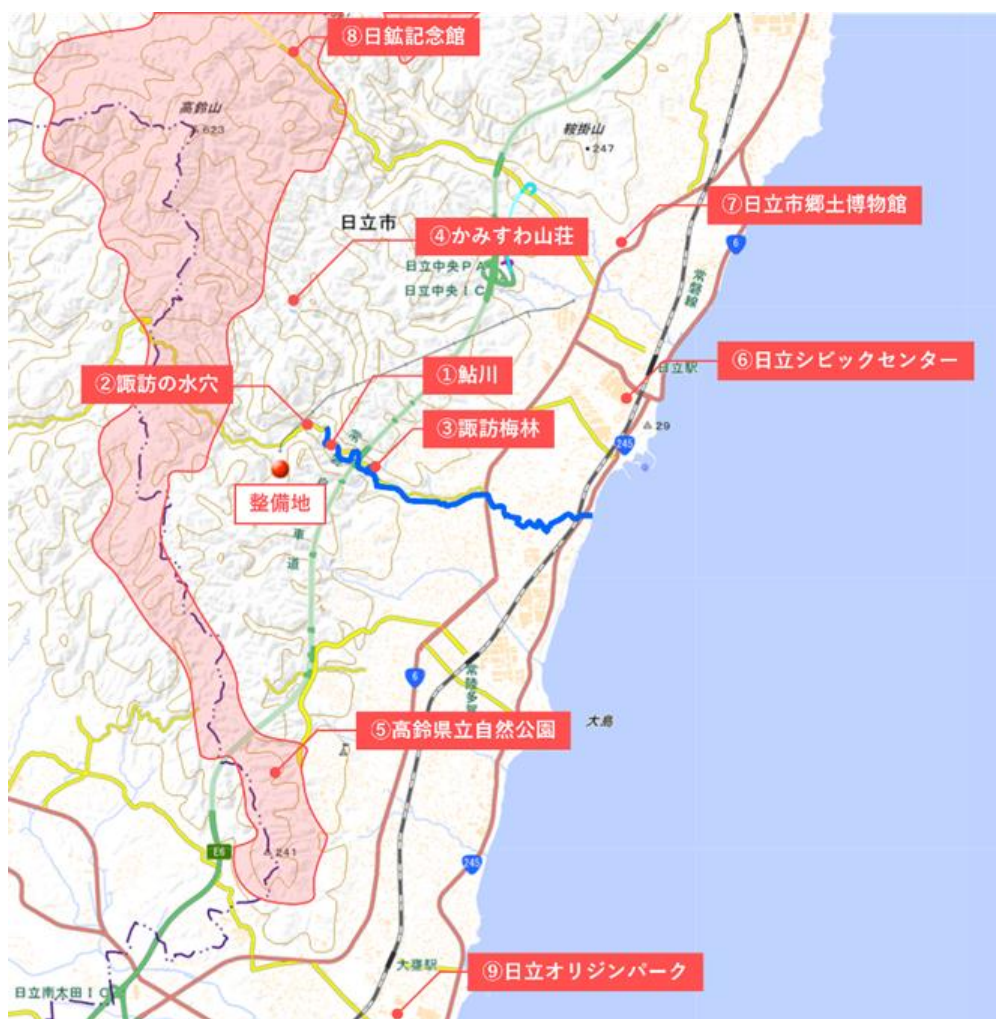 ⑧日鉱記念館
高鈴山
623
鞍掛山
247
⑦日立市郷土博物館
日立市
④かみすわ山荘
6
日立中央PA
日立中央IC
常磐線
⑥日立シビックセンター
日立駅
①鮎川
②諏訪の水穴
③諏訪梅林
29
245
整備地
車道
6
常陸多賀
⑤高鈴県立自然公園
大島
E6
241
245
大甕駅
⑨日立オリジンパーク
日立南太田IC